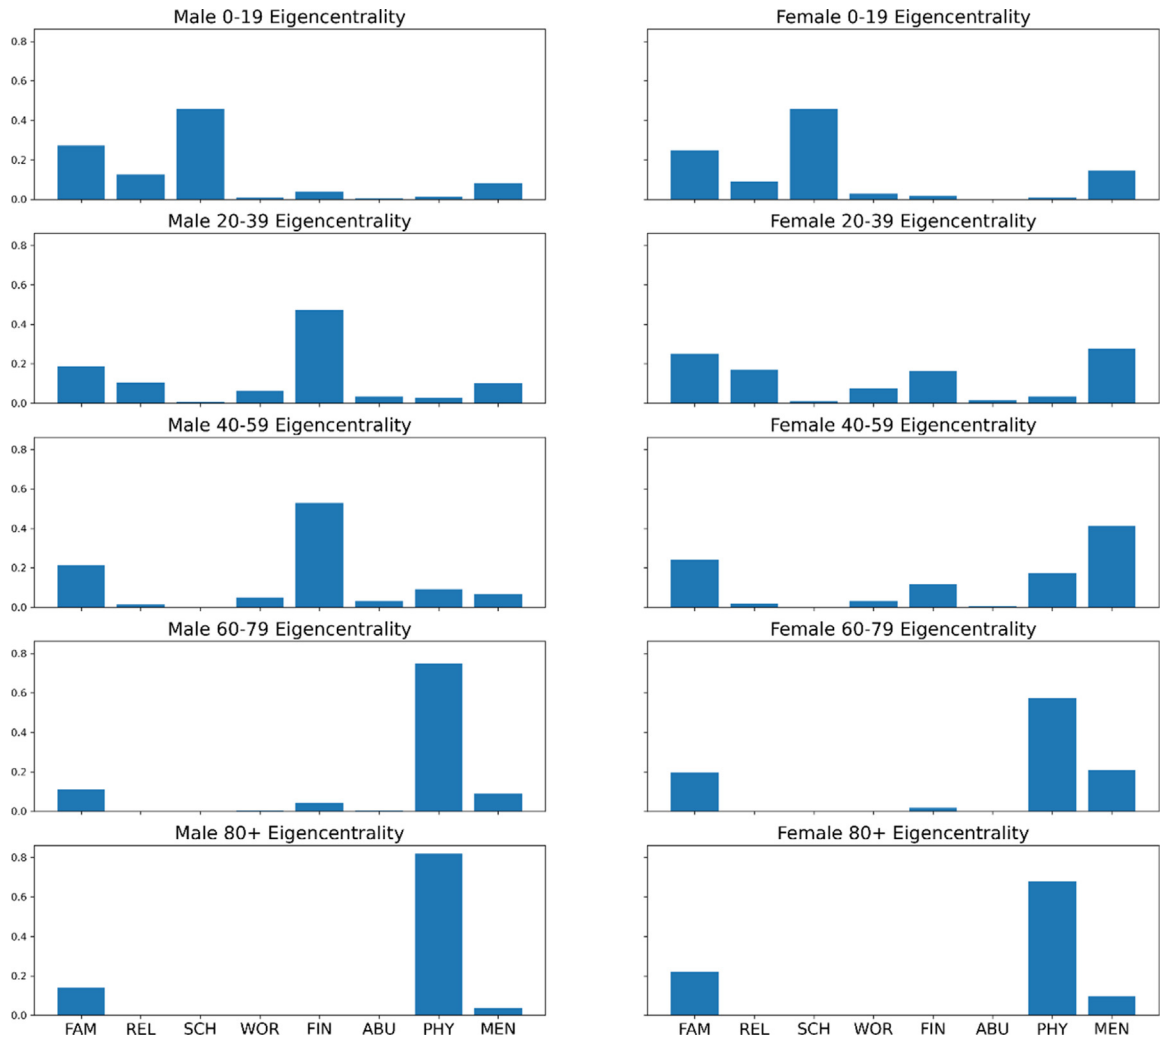 Male 0-19 Eigencentrality
Female 0-19 Eigencentrality
0.8
0.6
0.4
0.2
0.0
Male 20-39 Eigencentrality
Female 20-39 Eigencentrality
0.8
0.6
0.4
0.2
0.0
Male 40-59 Eigencentrality
Female 40-59 Eigencentrality
0.8
0.6
0.4
0.2
0.0
Male 60-79 Eigencentrality
Female 60-79 Eigencentrality
0.8
0.6
0.4
0.2
0.0
Male 80+ Eigencentrality
Female 80+ Eigencentrality
0.8
0.6
0.4
0.2
0.0
FAM REL SCH WOR FIN ABU PHY MEN
FAM REL SCH WOR FIN ABU PHY MEN